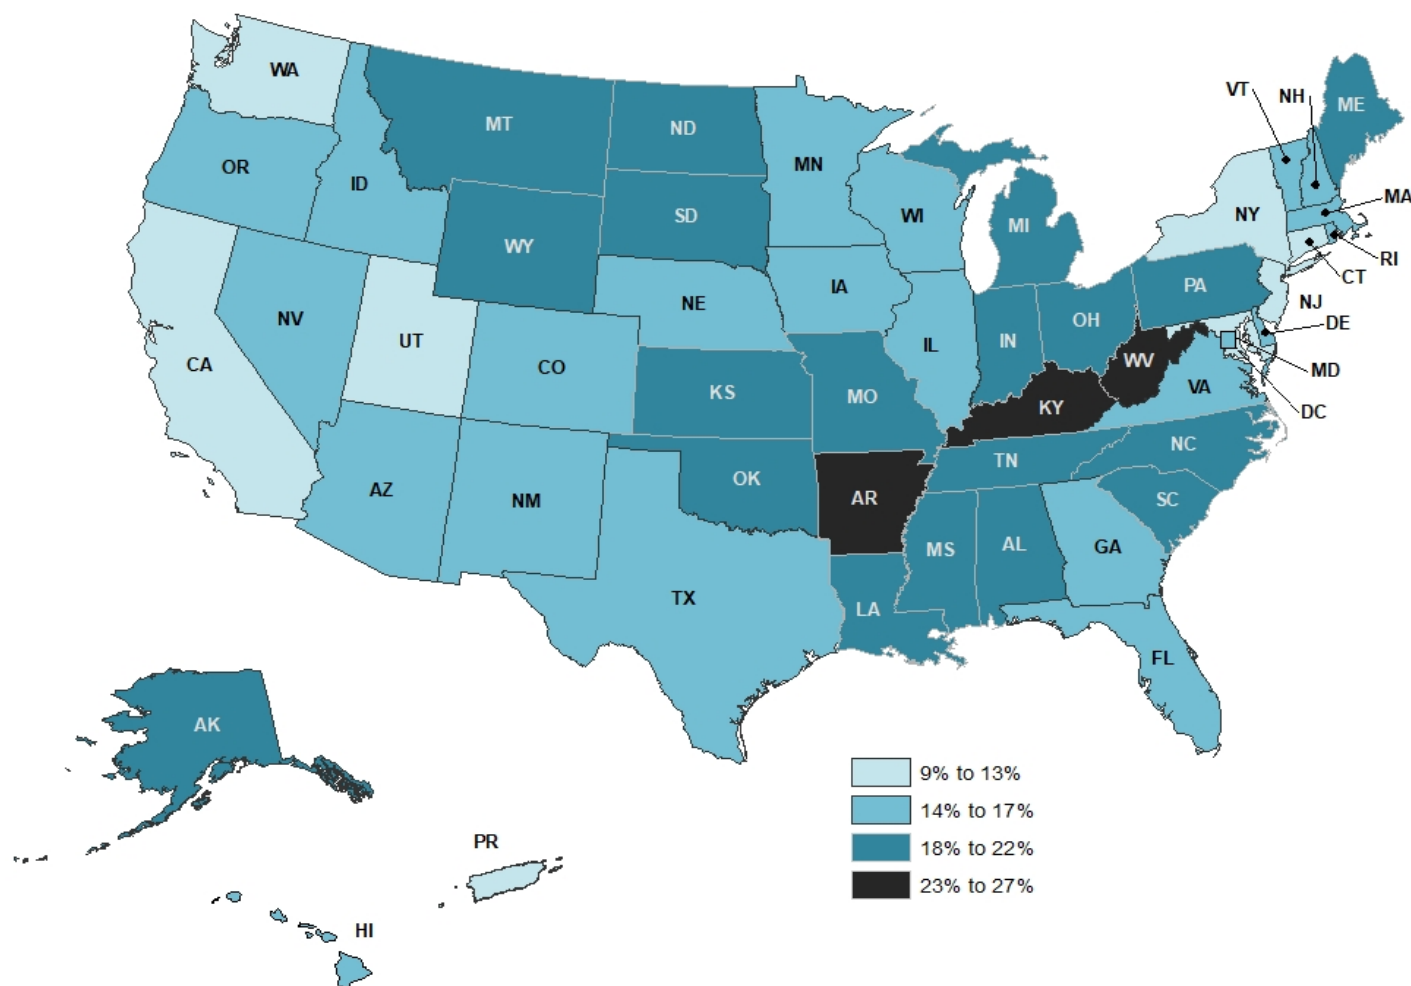 WA
MT
ND
MN
VT
NH
ME
OR
ID
SD
WI
MI
NY
MA
WY
RI
CT
NV
NE
IA
PA
NJ
UT
CO
IL
IN
OH
DE
CA
KS
MO
WV
VA
MD
KY
DC
AZ
NM
OK
AR
TN
NC
SC
TX
MS
AL
GA
LA
FL
AK
9% to 13%
14% to 17%
18% to 22%
23% to 27%
PR
HI